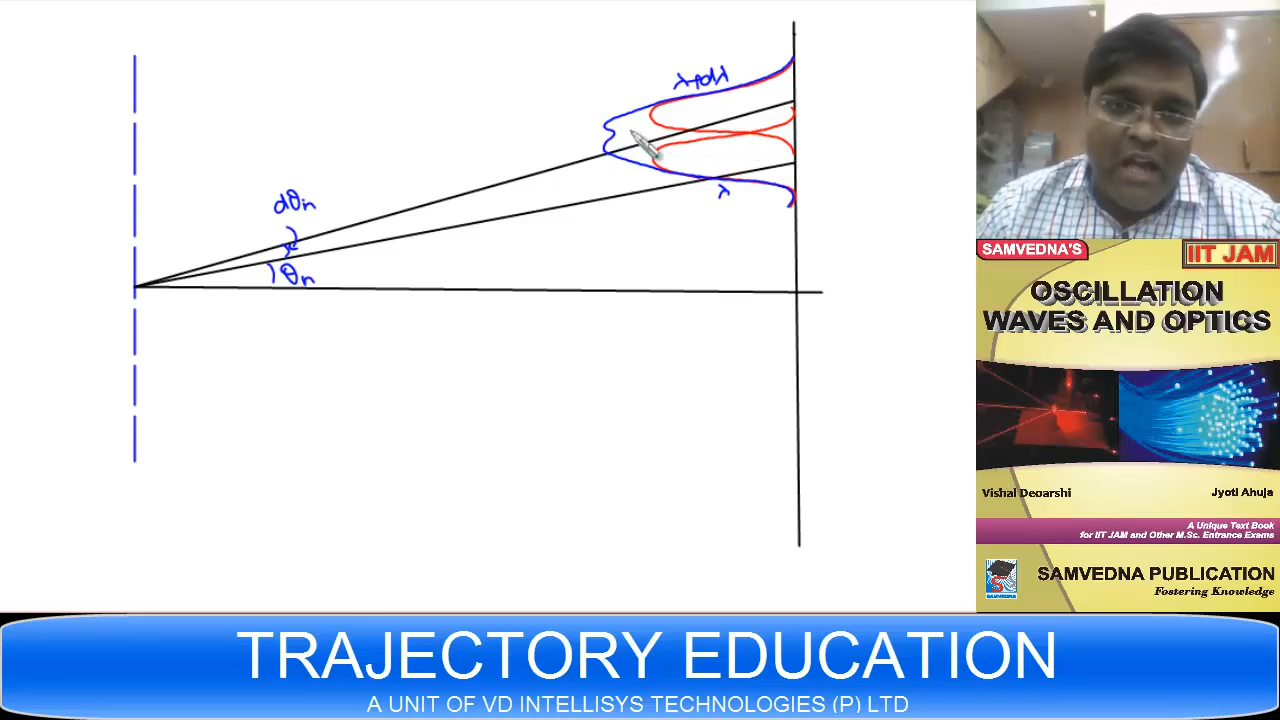 λ+dλ
dθn
θn
λ
SAMVEDNA'S
IIT JAM
OSCILLATION
WAVES AND OPTICS
Vishal Deoarshi
Jyoti Ahuja
A Unique Text Book
for IIT JAM and Other M.Sc. Entrance Exams
SAMVEDNA PUBLICATION
Fostering Knowledge
TRAJECTORY EDUCATION
A UNIT OF VD INTELLISYS TECHNOLOGIES (P) LTD